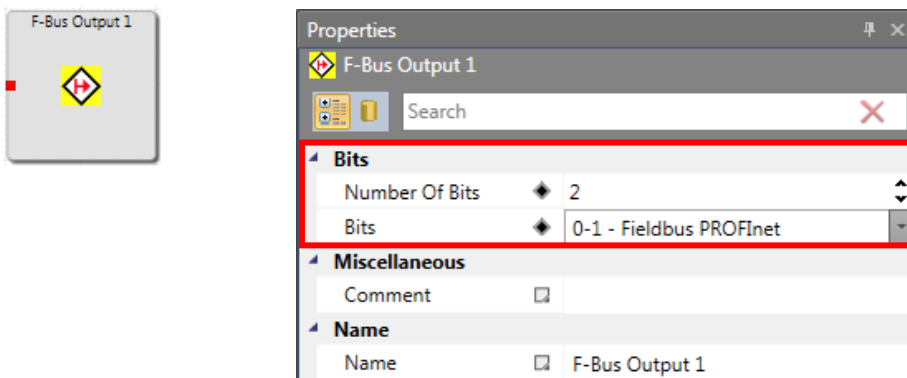 F-Bus Output 1
Properties
F-Bus Output 1
Search
Bits
Number Of Bits 2
Bits 0-1 - Fieldbus PROFInet
Miscellaneous
Comment
Name
Name F-Bus Output 1